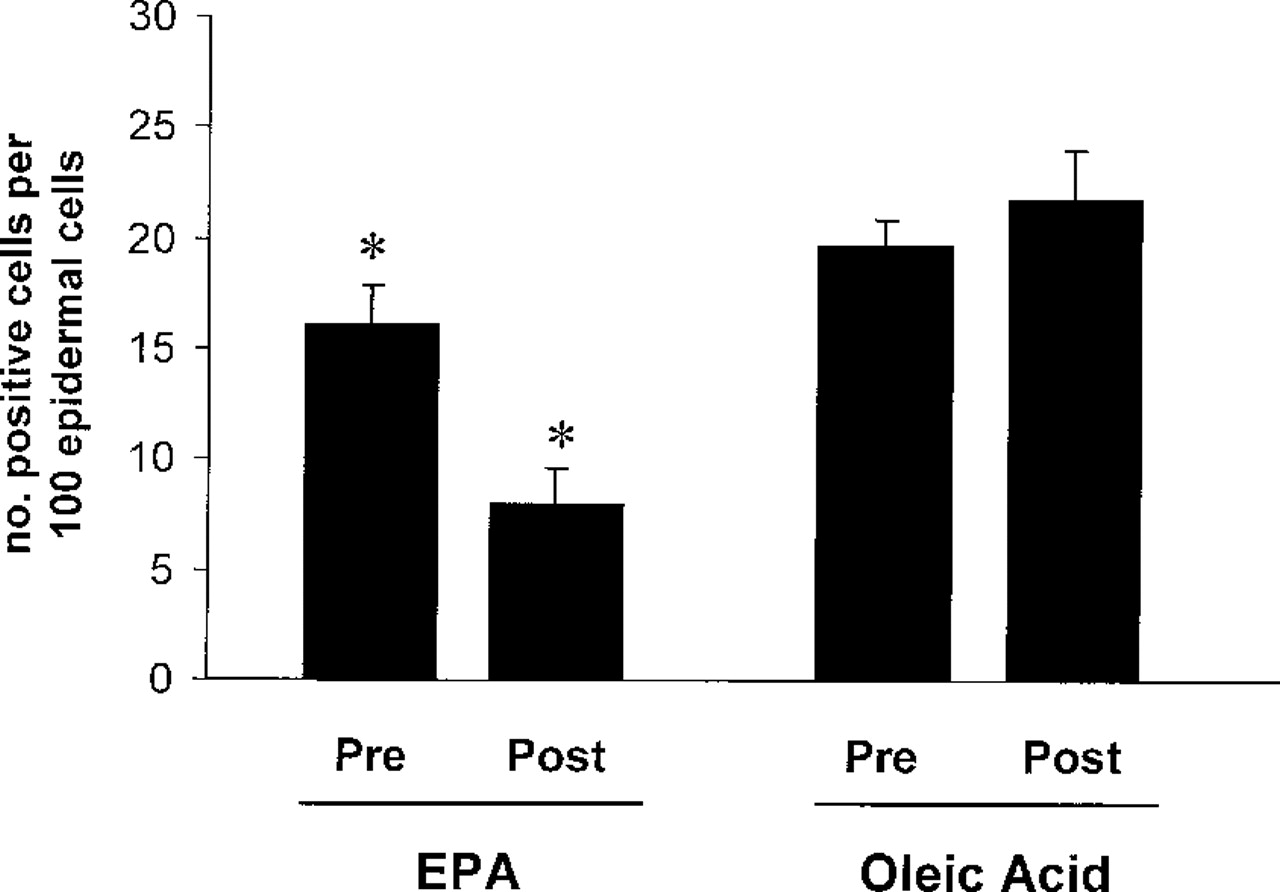 30
25
20
15
10
5
0
no. positive cells per
100 epidermal cells
*
*
Pre Post Pre Post
EPA Oleic Acid